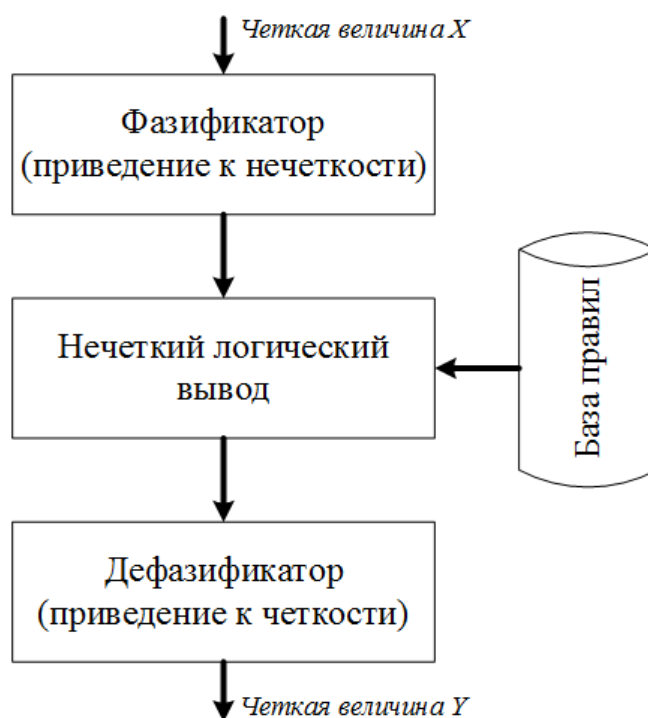 Четкая величина X
Фазификатор
(приведение к нечеткости)
Нечеткий логический
вывод
База правил
Дефазификатор
(приведение к четкости)
Четкая величина Y